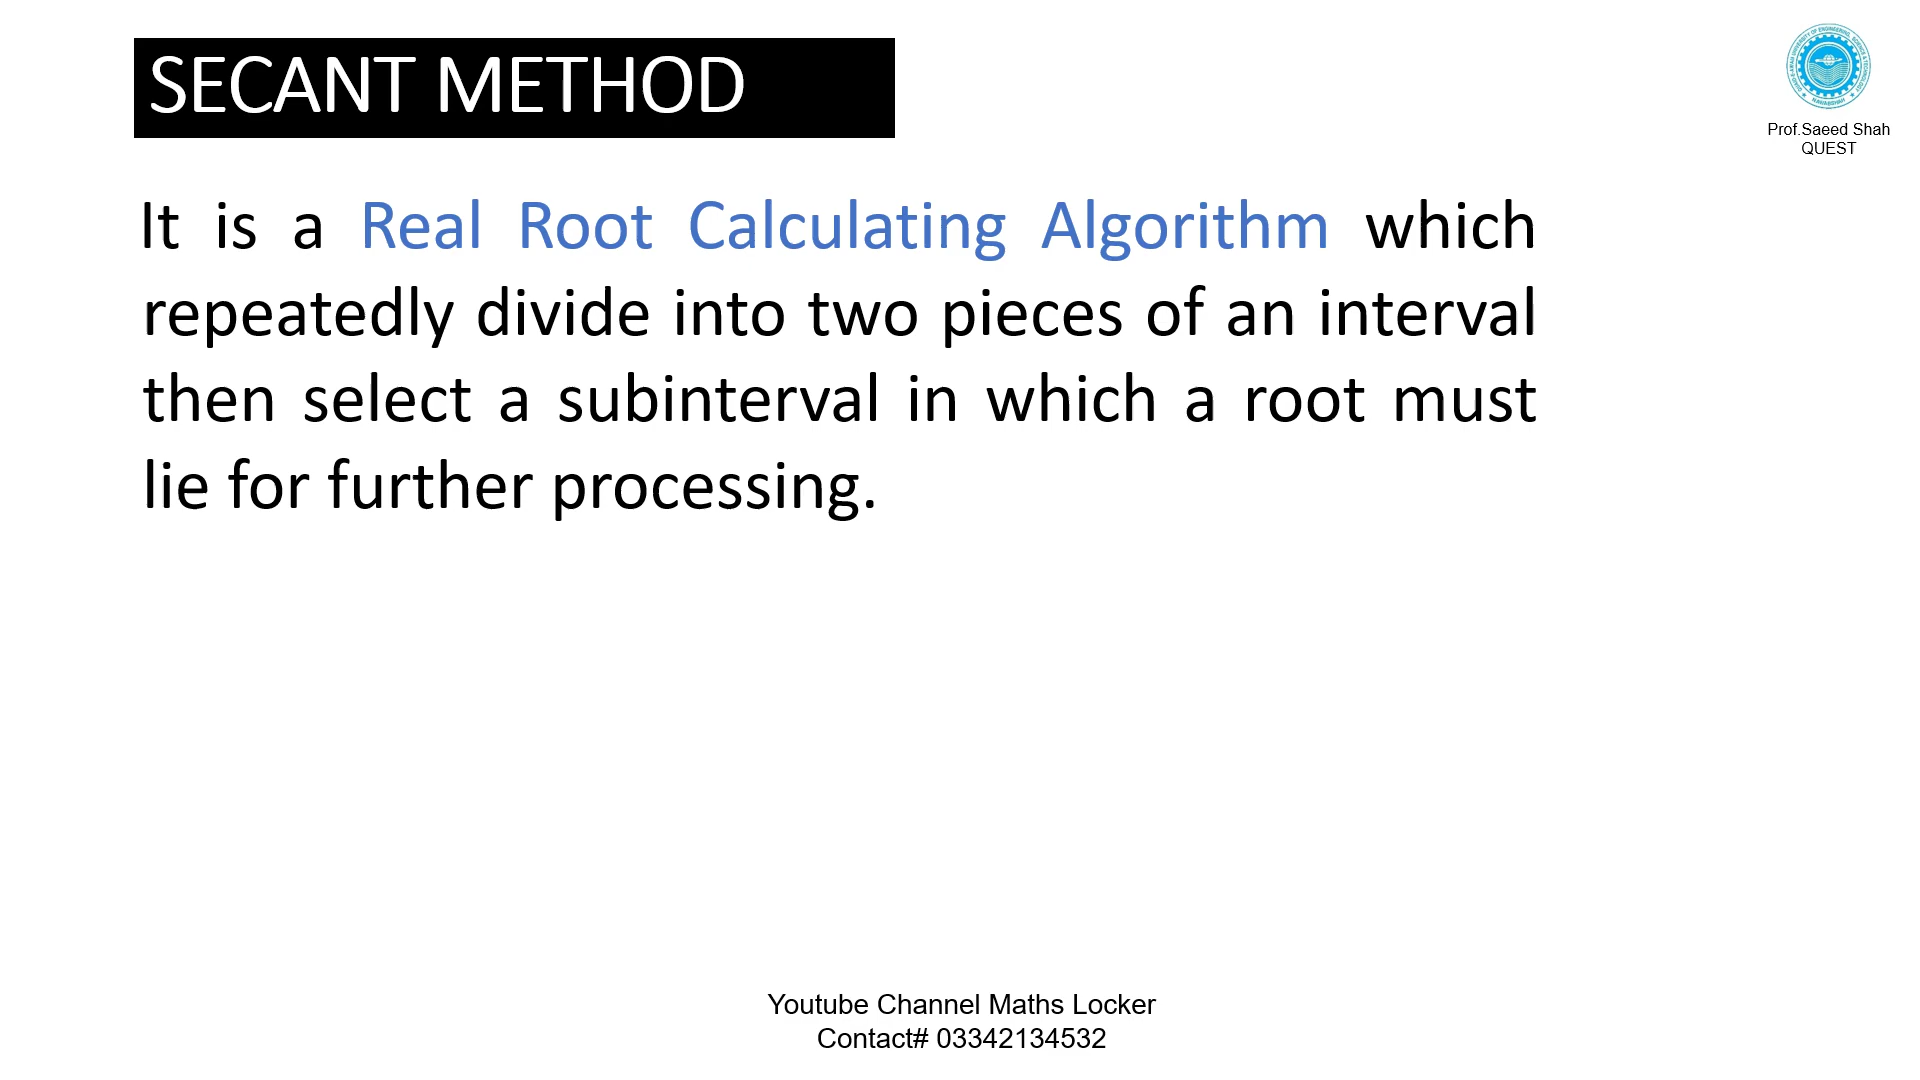 SECANT METHOD
Prof.Saeed Shah
QUEST
It is a Real Root Calculating Algorithm which
repeatedly divide into two pieces of an interval
then select a subinterval in which a root must
lie for further processing.
Youtube Channel Maths Locker
Contact# 03342134532